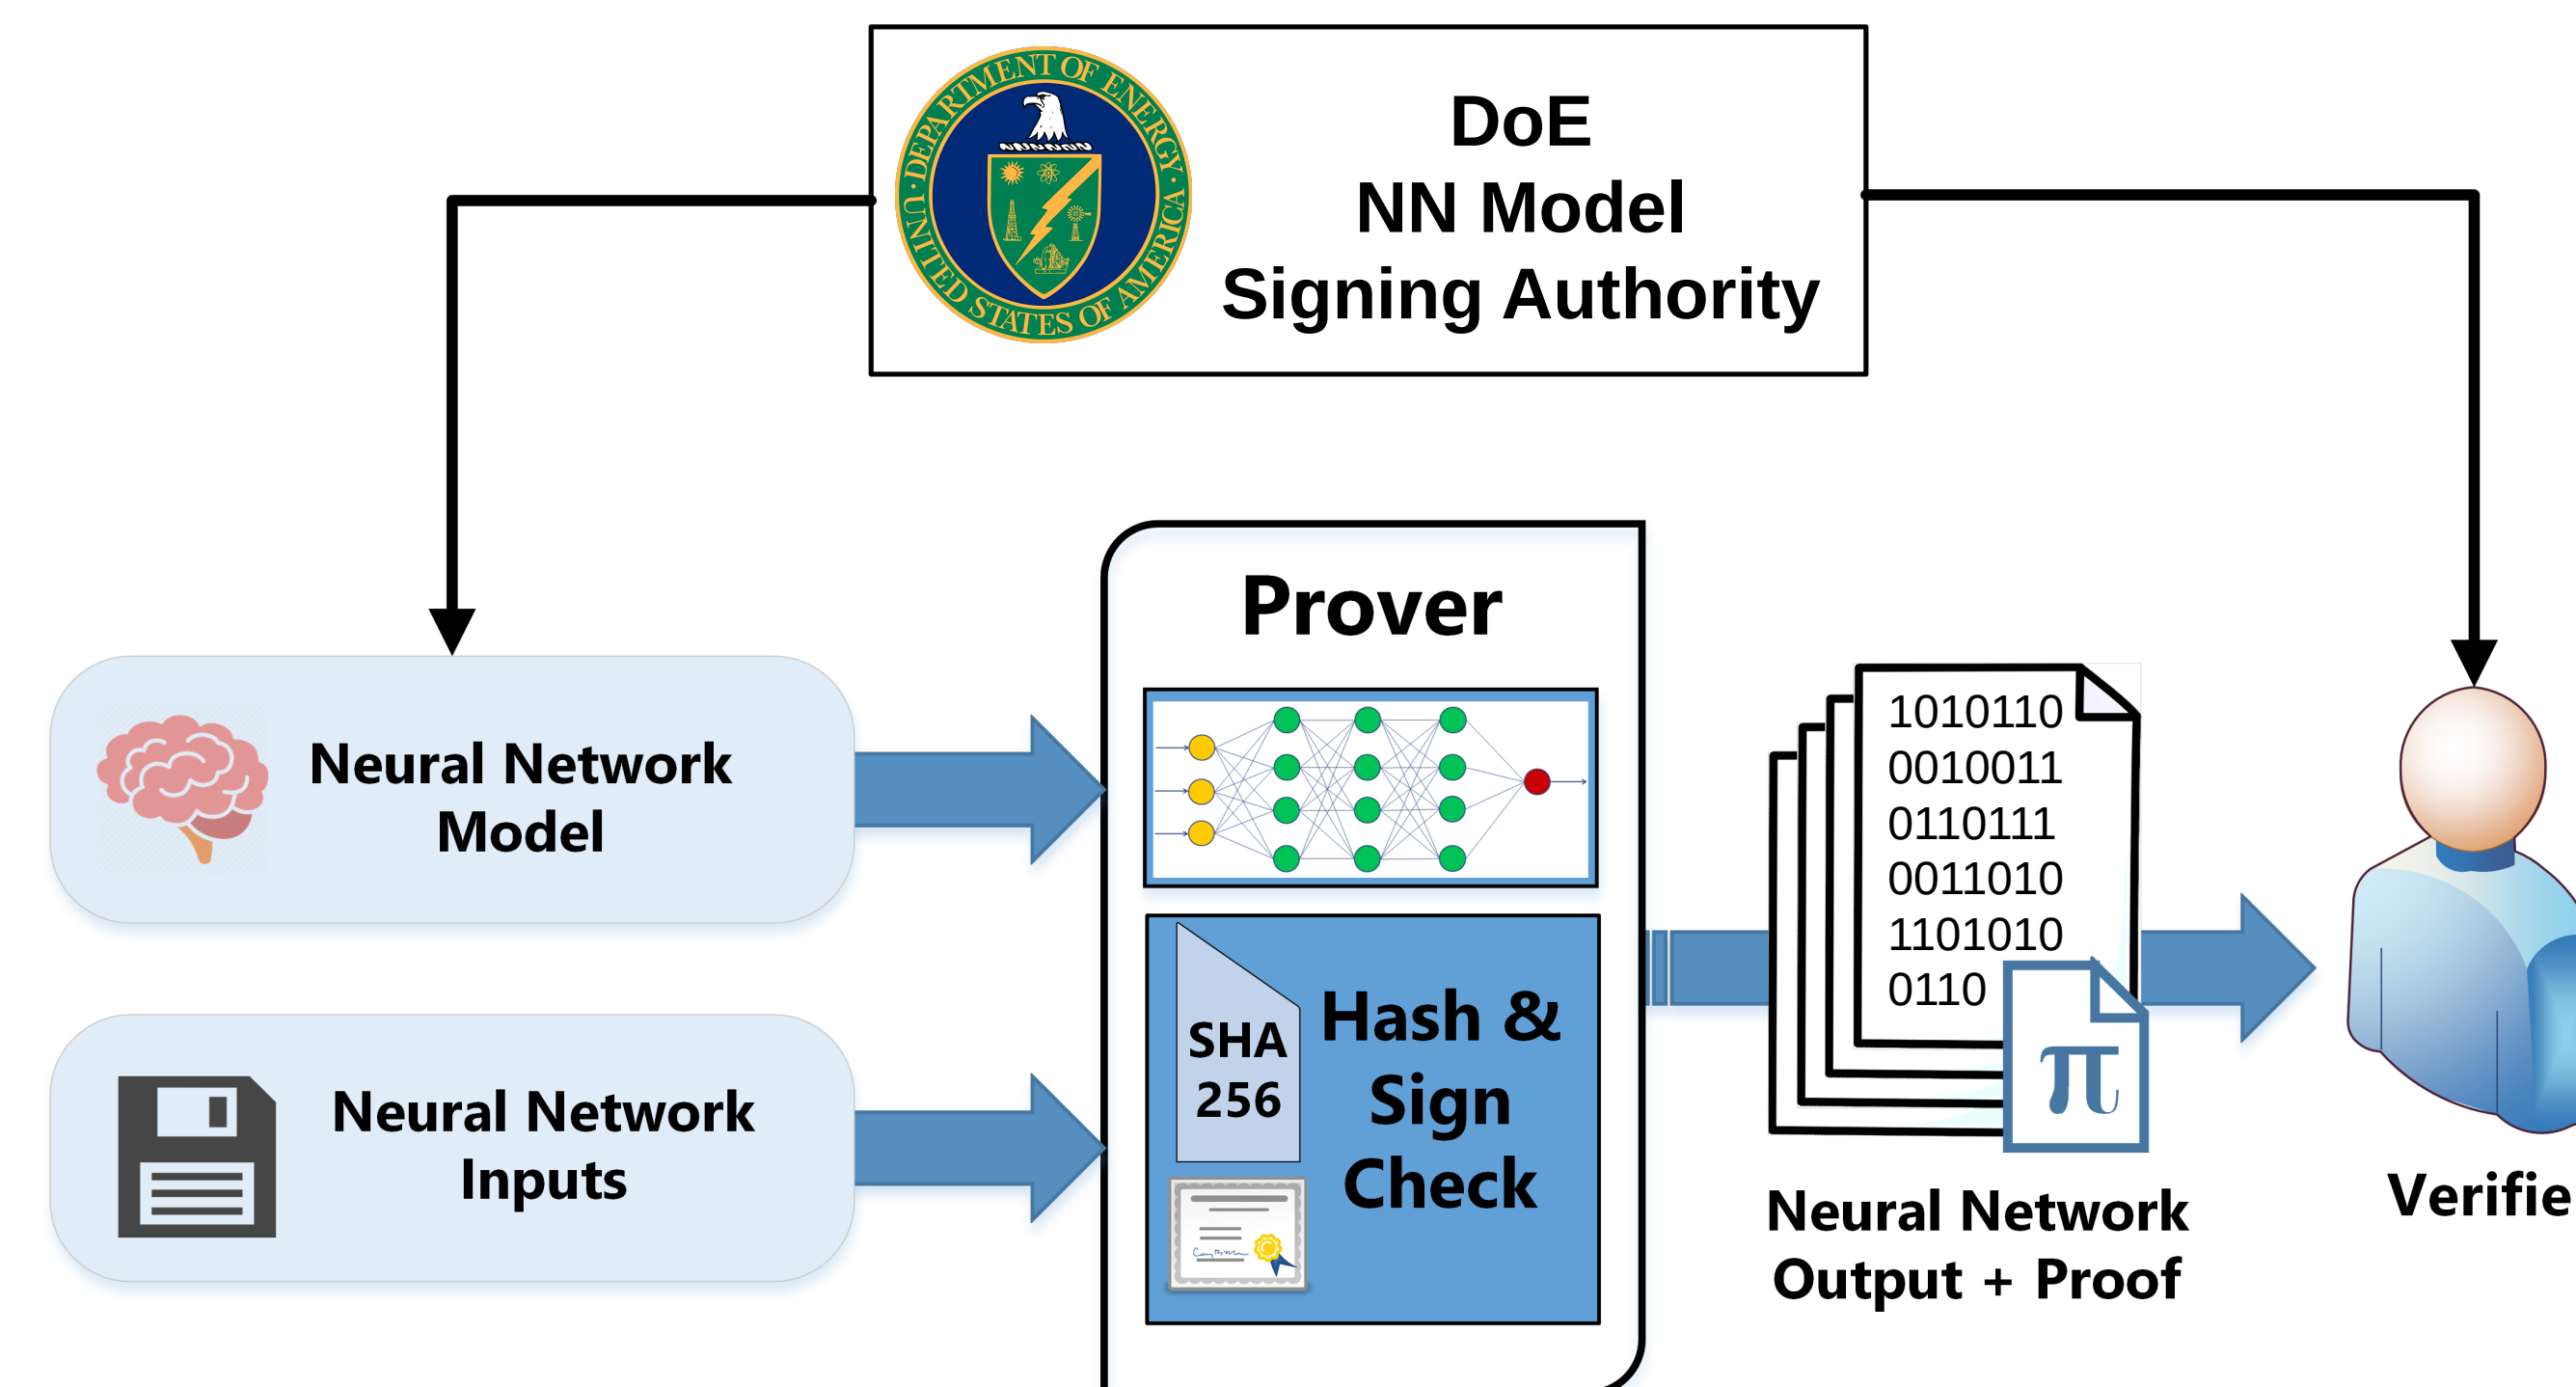 DEPARTMENT OF ENERGY
UNITED STATES OF AMERICA
DoE
NN Model
Signing Authority
Prover
Neural Network
Model
SHA
256
Hash &
Sign
Check
1010110
0010011
0110111
0011010
1101010
0110
π
Neural Network
Inputs
Neural Network
Output + Proof
Verifie